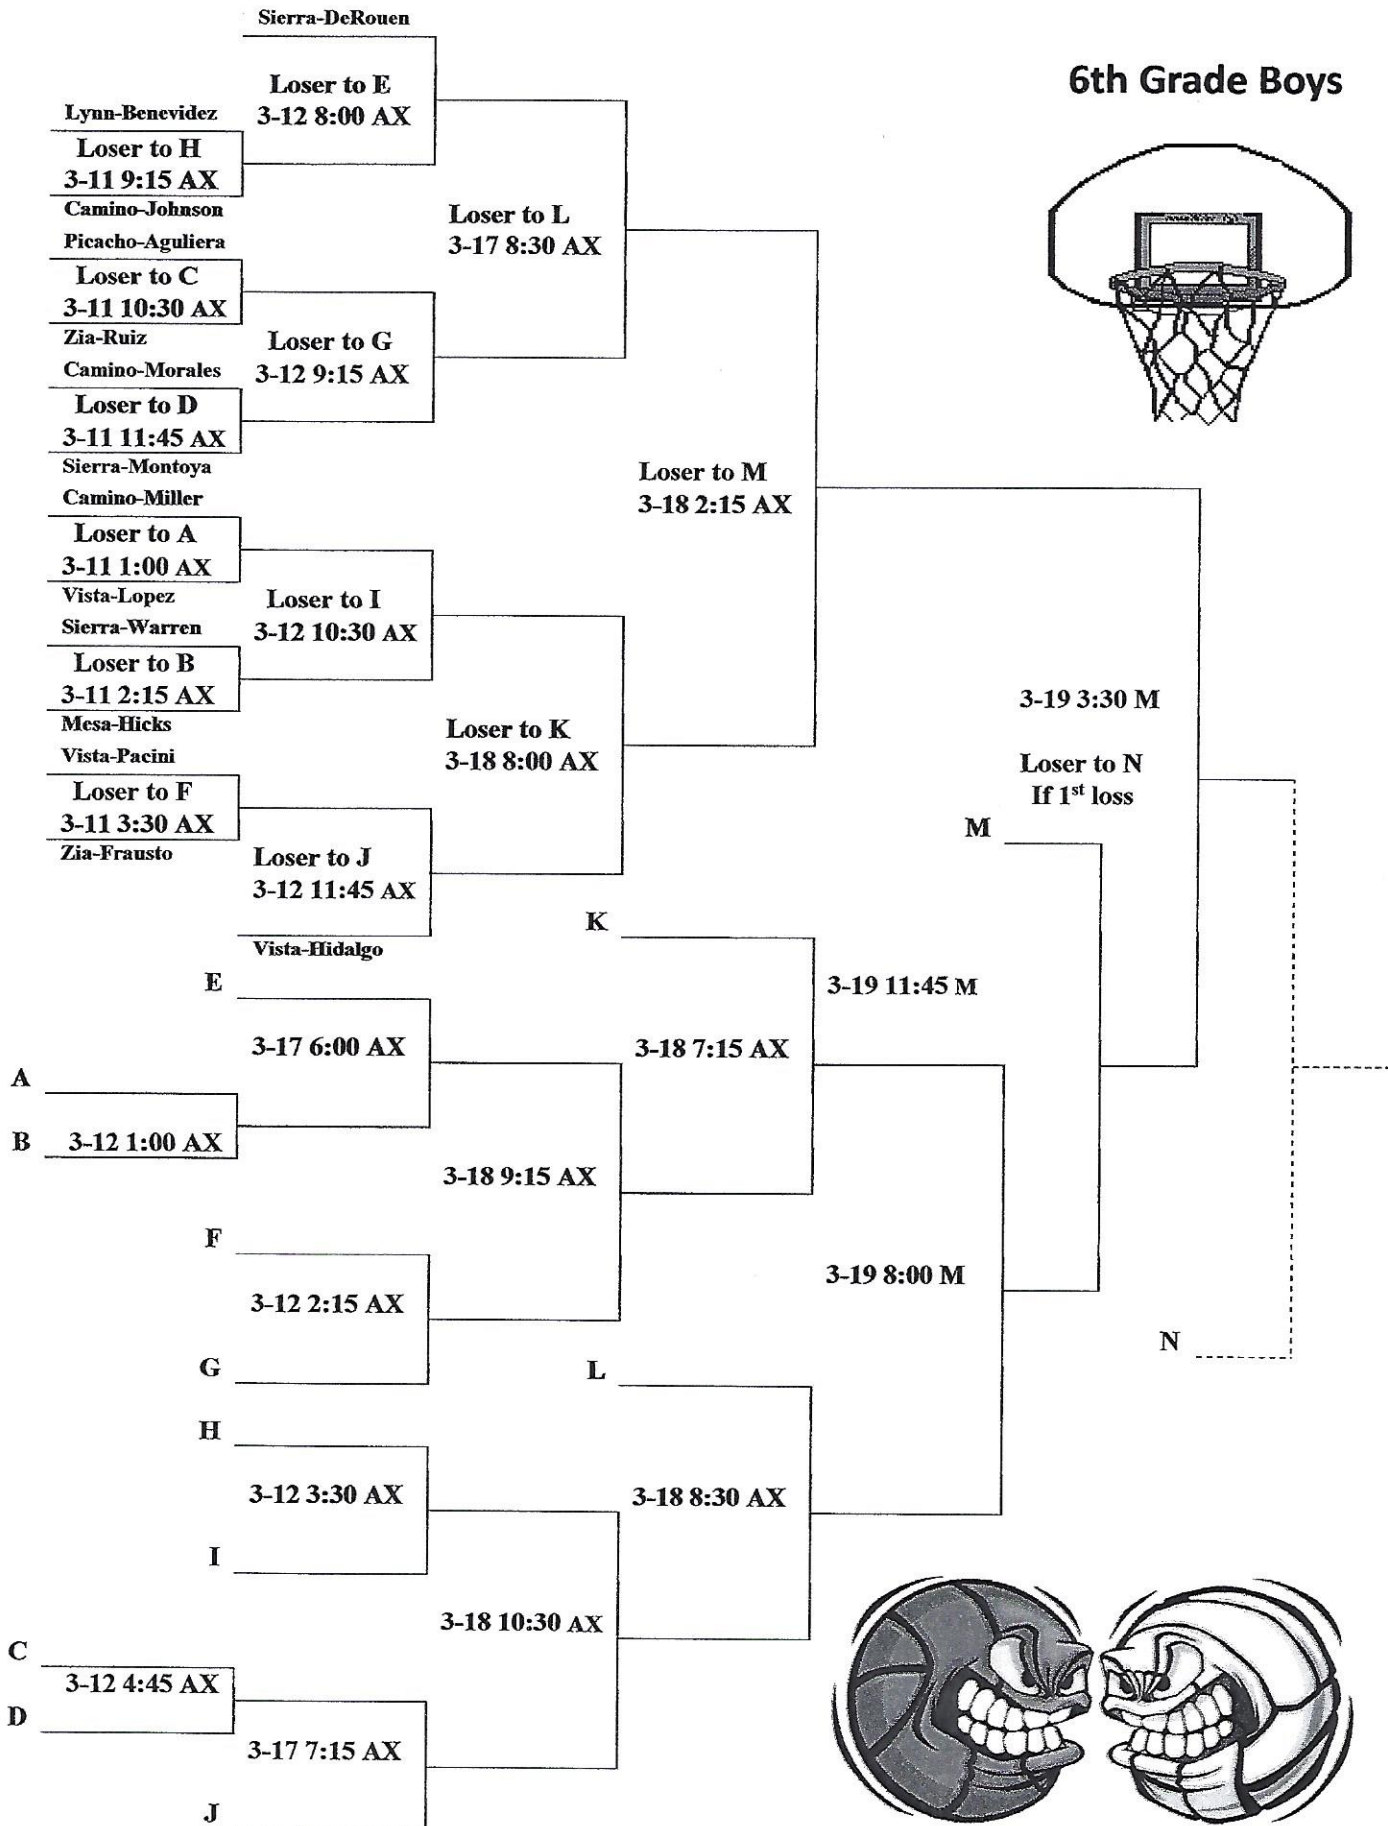 Sierra-DeRouen
6th Grade Boys
Loser to E
3-12 8:00 AX
Lynn-Benevidez
Loser to H
3-11 9:15 AX
Camino-Johnson
Picacho-Aguliera
Loser to C
3-11 10:30 AX
Zia-Ruiz
Loser to L
3-17 8:30 AX
Loser to G
3-12 9:15 AX
Camino-Morales
Loser to D
3-11 11:45 AX
Sierra-Montoya
Camino-Miller
Loser to A
3-11 1:00 AX
Vista-Lopez
Loser to M
3-18 2:15 AX
Loser to I
3-12 10:30 AX
Sierra-Warren
Loser to B
3-11 2:15 AX
Mesa-Hicks
Vista-Pacini
Loser to F
3-11 3:30 AX
Zia-Frausto
Loser to K
3-18 8:00 AX
3-19 3:30 M
Loser to N
If 1st loss
M
Loser to J
3-12 11:45 AX
Vista-Hidalgo
K
E
3-19 11:45 M
3-17 6:00 AX
3-18 7:15 AX
A
B
3-12 1:00 AX
3-18 9:15 AX
F
3-12 2:15 AX
G
3-19 8:00 M
N
L
H
3-12 3:30 AX
I
3-18 8:30 AX
3-18 10:30 AX
C
3-12 4:45 AX
D
3-17 7:15 AX
J